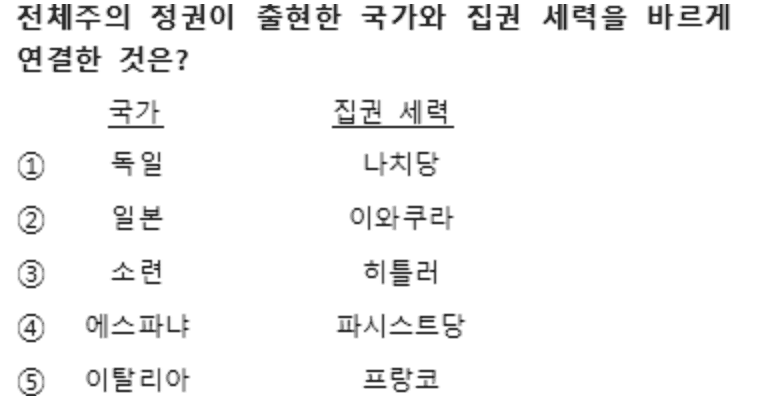 전체주의 정권이 출현한 국가와 집권 세력을 바르게
연결한 것은?
국가 집권 세력
① 독일 나치당
② 일본 이와쿠라
③ 소련 히틀러
④ 에스파냐 파시스트당
⑤ 이탈리아 프랑코